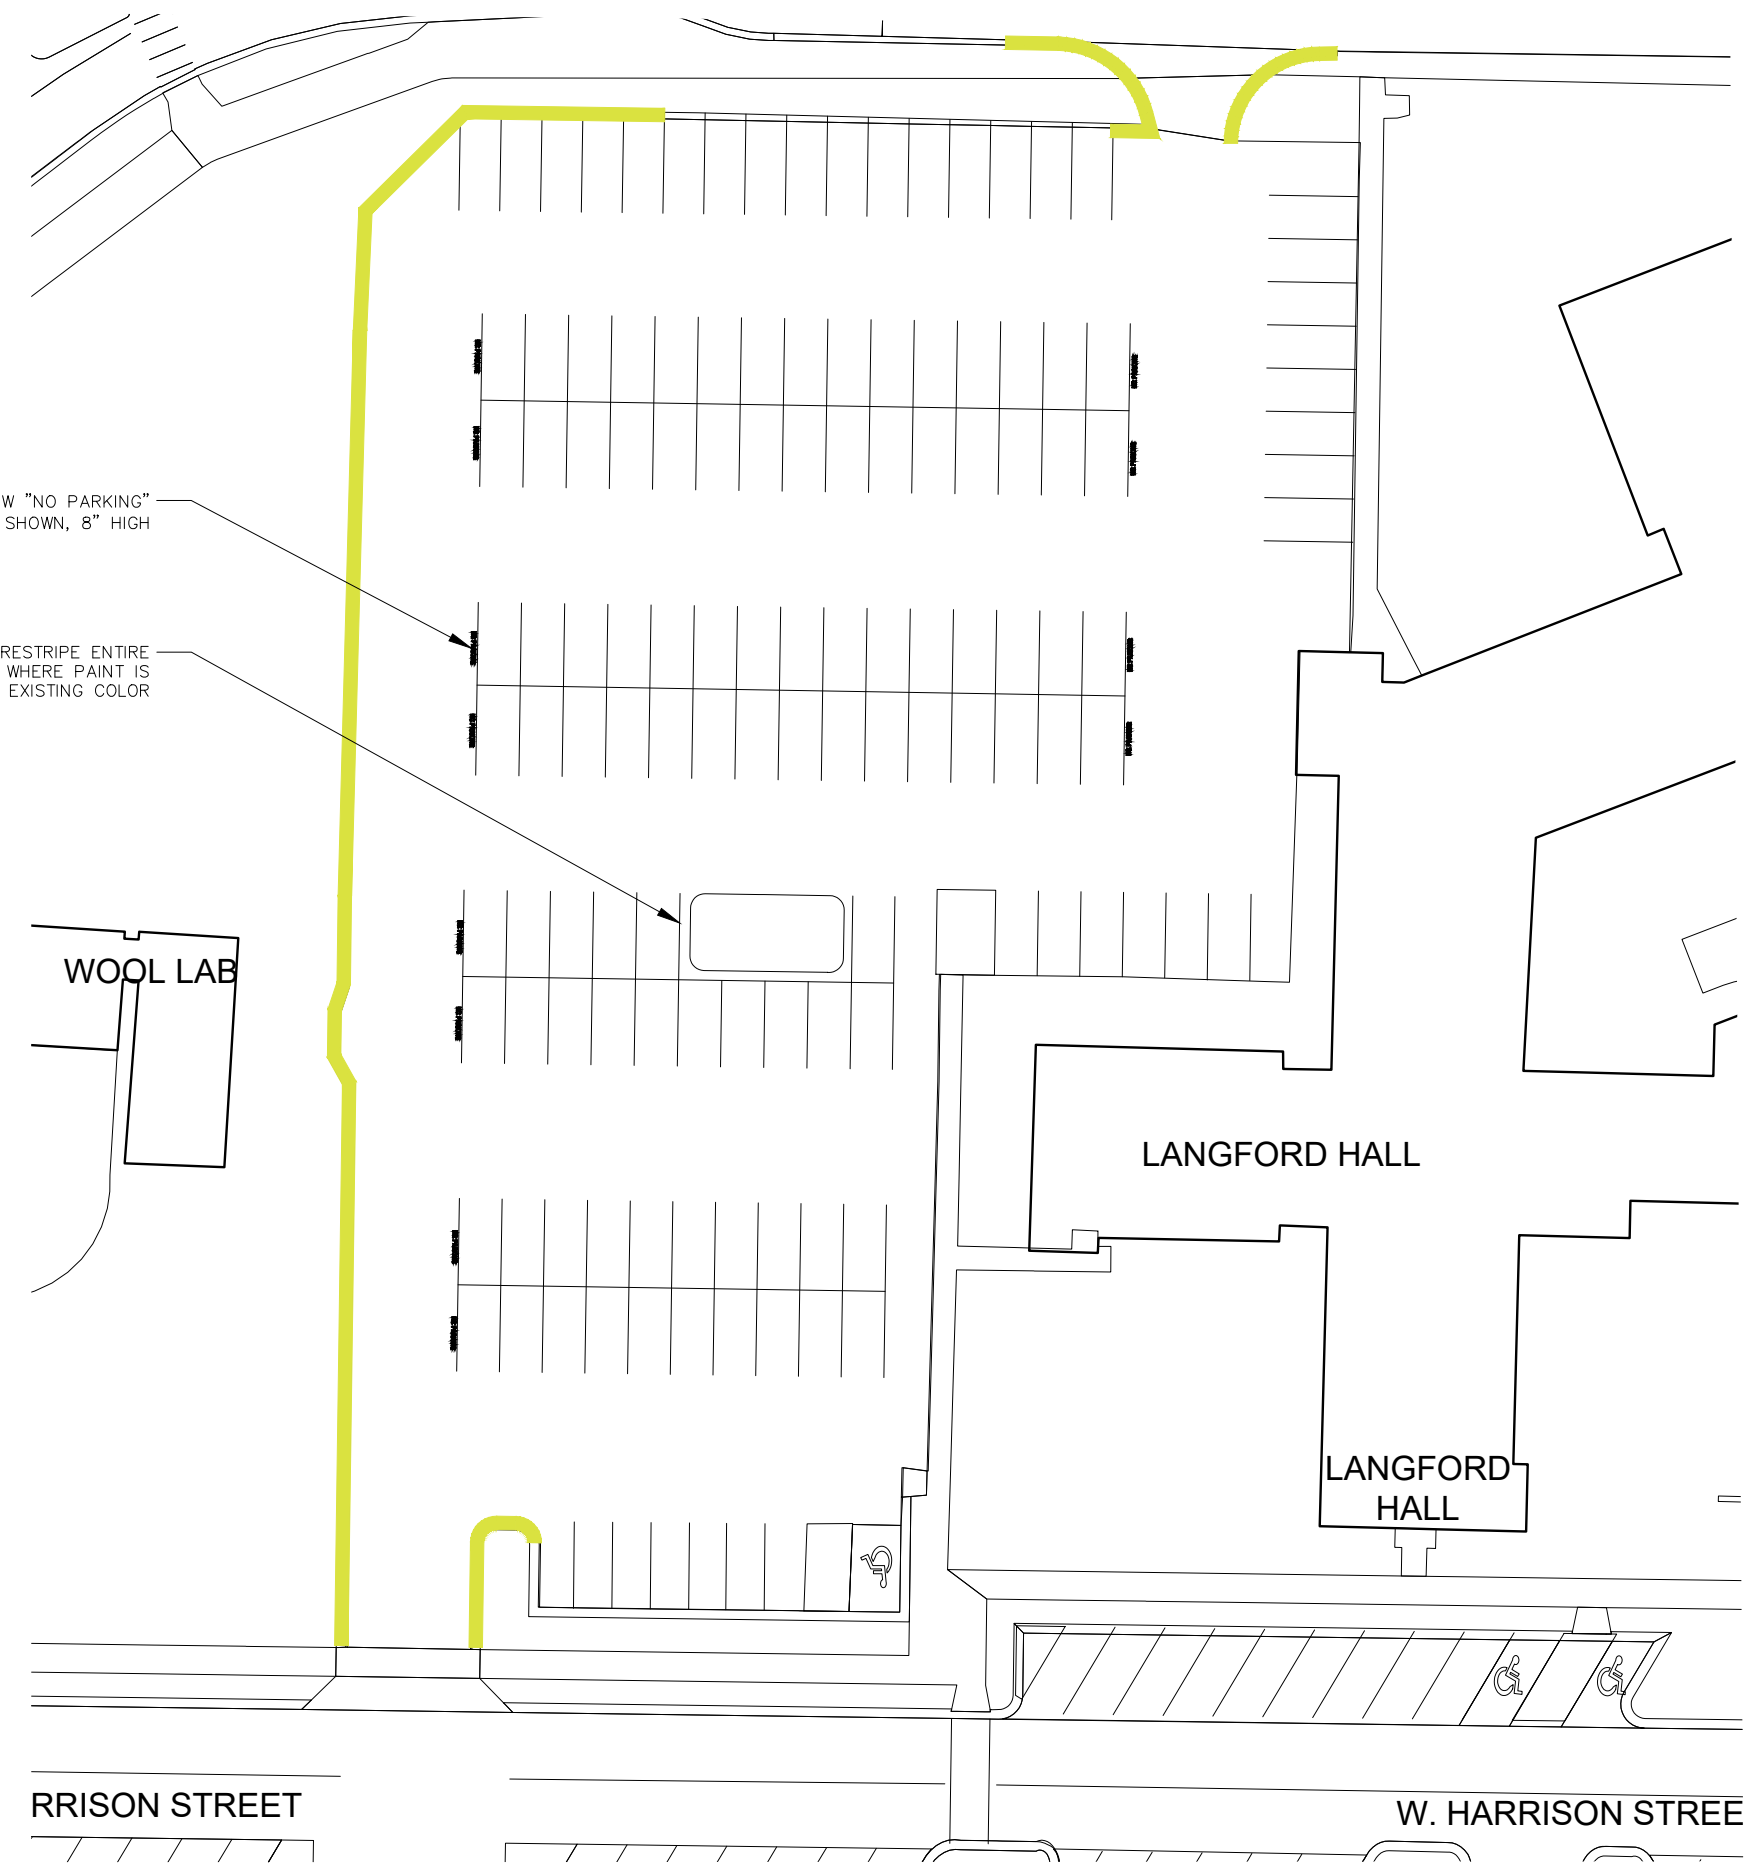 W "NO PARKING"
SHOWN, 8" HIGH
RESTRIPE ENTIRE
WHERE PAINT IS
EXISTING COLOR
WOOL LAB
LANGFORD HALL
LANGFORD
HALL
RRISON STREET
W. HARRISON STREE